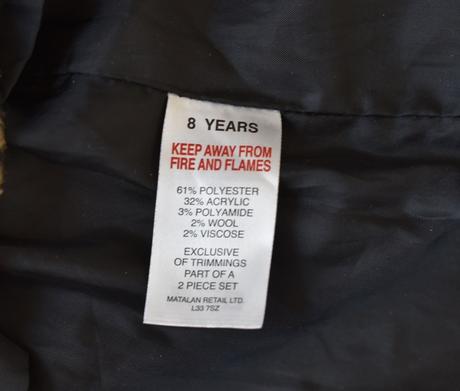 8 YEARS
KEEP AWAY FROM
FIRE AND FLAMES
61% POLYESTER
32% ACRYLIC
3% POLYAMIDE
2% WOOL
2% VISCOSE
EXCLUSIVE
OF TRIMMINGS
PART OF A
2 PIECE SET
MATALAN RETAIL LTD.
L33 7SZ